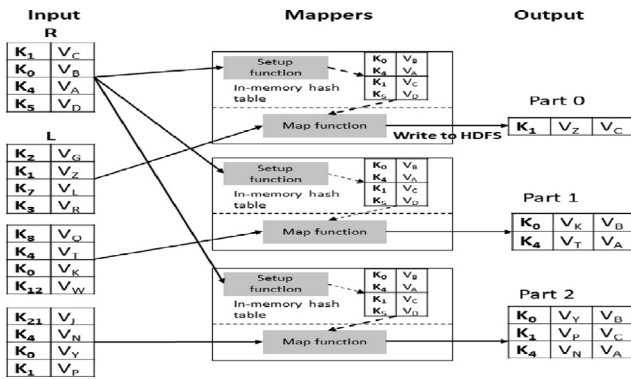 Input
Mappers
Output
R
K1 VC
K0 VB
K4 VA
K5 VD
L
K2 VG
K1 VZ
K7 VL
K3 VR
K8 VQ
K4 VT
K0 VK
K12 VW
K21 VJ
K4 VN
K0 VY
K1 VP
Setup function
In-memory hash table
K0 VB
K4 VA
K1 VC
K5 VD
Map function
Write to HDFS
Setup function
In-memory hash table
K0 VB
K4 VA
K1 VC
K5 VD
Map function
Setup function
In-memory hash table
K0 VB
K4 VA
K1 VC
K5 VD
Map function
Part 0
K1 VZ VC
Part 1
K0 VK VB
K4 VT VA
Part 2
K0 VY VB
K1 VP VC
K4 VN VA